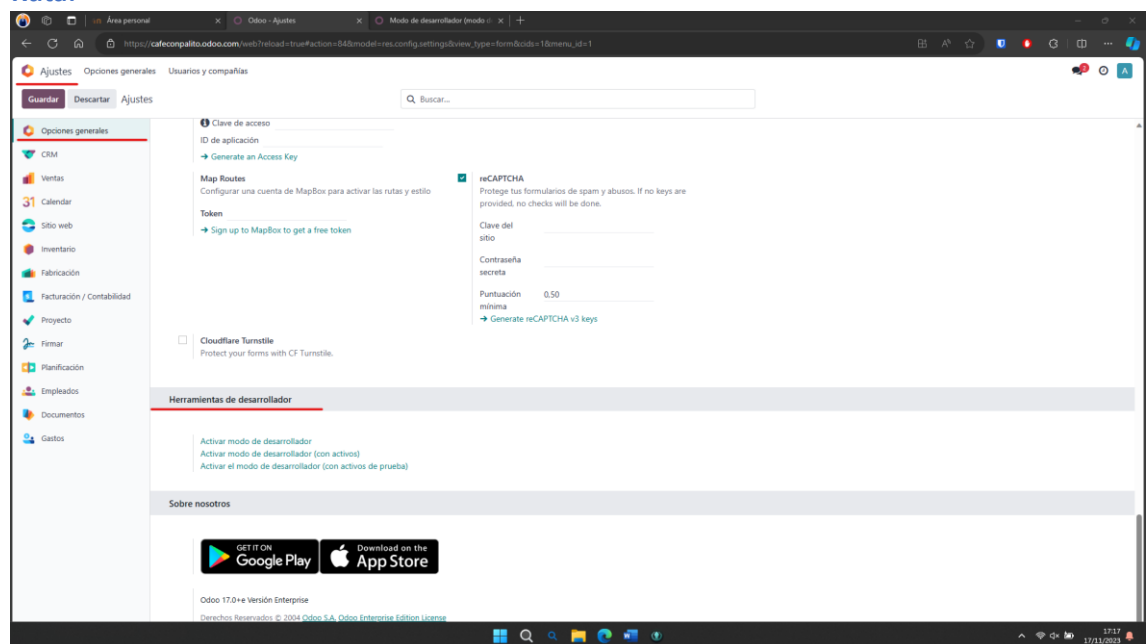 Área personal
Odoo - Ajustes
Modo de desarrollador (modo d
https://cafeconpalito.odoo.com/web?reload=true#action=84&model=res.config.settings&view_type=form&cids=1&menu_id=1
Ajustes Opciones generales Usuarios y compañías
2
A
Guardar Descartar Ajustes
Buscar...
Opciones generales
CRM
Ventas
31 Calendar
Sitio web
Inventario
Fabricación
Facturación / Contabilidad
Proyecto
Firmar
Planificación
Empleados
Documentos
Gastos
Clave de acceso
ID de aplicación
Generate an Access Key
Map Routes
Configurar una cuenta de MapBox para activar las rutas y estilo
Token
Sign up to MapBox to get a free token
reCAPTCHA
Protege tus formularios de spam y abusos. If no keys are
provided, no checks will be done.
Clave del
sitio
Contraseña
secreta
Puntuación 0,50
mínima
Generate reCAPTCHA v3 keys
Cloudflare Turnstile
Protect your forms with CF Turnstile.
Herramientas de desarrollador
Activar modo de desarrollador
Activar modo de desarrollador (con activos)
Activar el modo de desarrollador (con activos de prueba)
Sobre nosotros
GET IT ON
Google Play
Download on the
App Store
Odoo 17.0+e Versión Enterprise
Derechos Reservados © 2004 Odoo S.A. Odoo Enterprise Edition License
17:17
17/11/2023